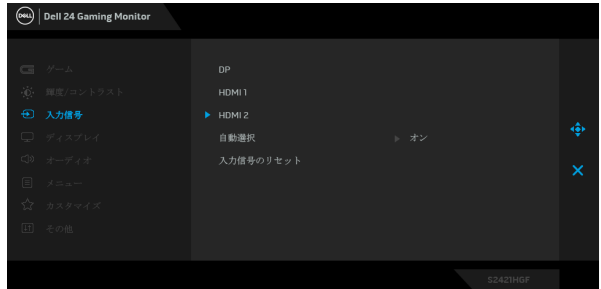 DELL Dell 24 Gaming Monitor
ゲーム
輝度/コントラスト
入力信号
ディスプレイ
オーディオ
メニュー
カスタマイズ
その他
DP
HDMI 1
HDMI 2
自動選択 オン
入力信号のリセット
S2421HGF